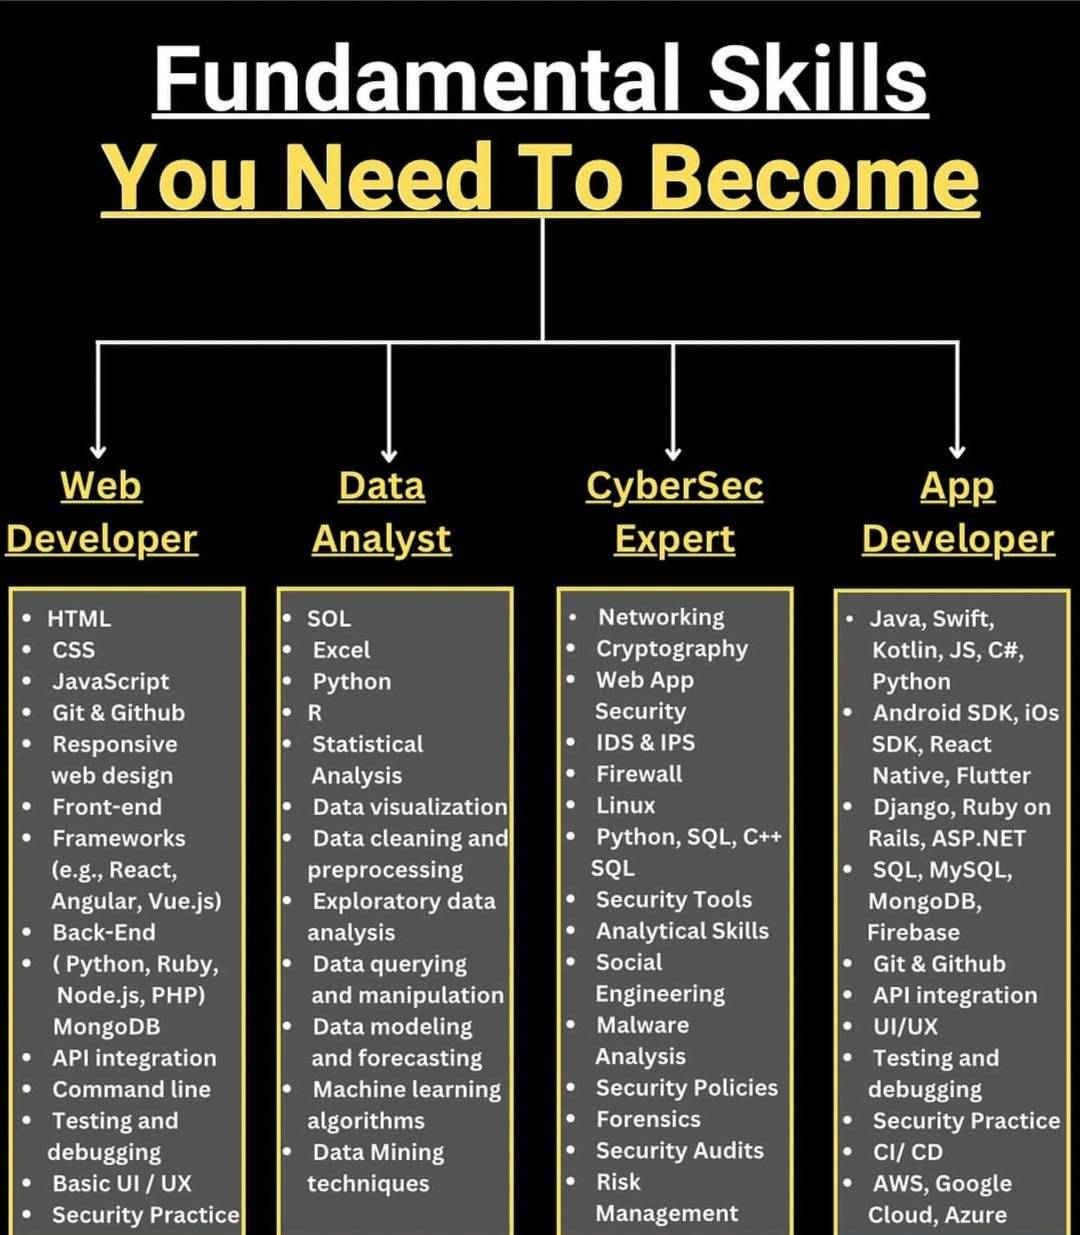 Fundamental Skills
You Need To Become
Web
Developer
• HTML
• CSS
• JavaScript
• Git & Github
• Responsive
web design
• Front-end
• Frameworks
(e.g., React,
Angular, Vue.js)
• Back-End
• ( Python, Ruby,
Node.js, PHP)
MongoDB
• API integration
• Command line
• Testing and
debugging
• Basic UI / UX
• Security Practice
Data
Analyst
• SOL
• Excel
• Python
• R
• Statistical
Analysis
• Data visualization
• Data cleaning and
preprocessing
• Exploratory data
analysis
• Data querying
and manipulation
• Data modeling
and forecasting
• Machine learning
algorithms
• Data Mining
techniques
CyberSec
Expert
• Networking
• Cryptography
• Web App
Security
• IDS & IPS
• Firewall
• Linux
• Python, SQL, C++
SQL
• Security Tools
• Analytical Skills
• Social
Engineering
• Malware
Analysis
• Security Policies
• Forensics
• Security Audits
• Risk
Management
App
Developer
• Java, Swift,
Kotlin, JS, C#,
Python
• Android SDK, iOs
SDK, React
Native, Flutter
• Django, Ruby on
Rails, ASP.NET
• SQL, MySQL,
MongoDB,
Firebase
• Git & Github
• API integration
• UI/UX
• Testing and
debugging
• Security Practice
• CI/ CD
• AWS, Google
Cloud, Azure